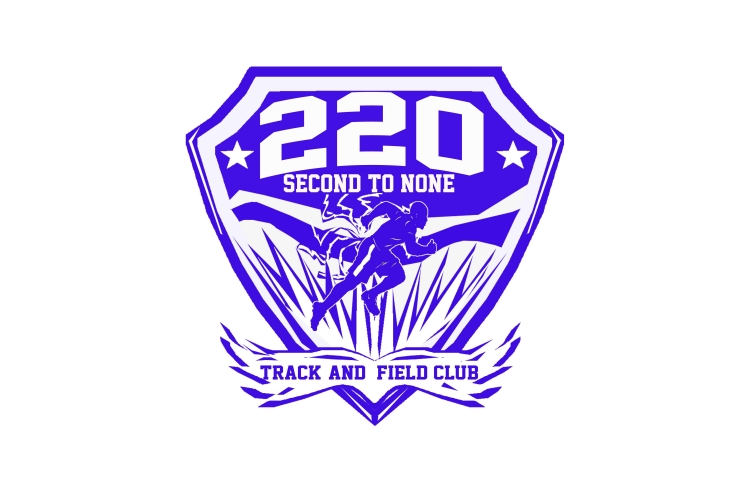 220
SECOND TO NONE
TRACK AND FIELD CLUB